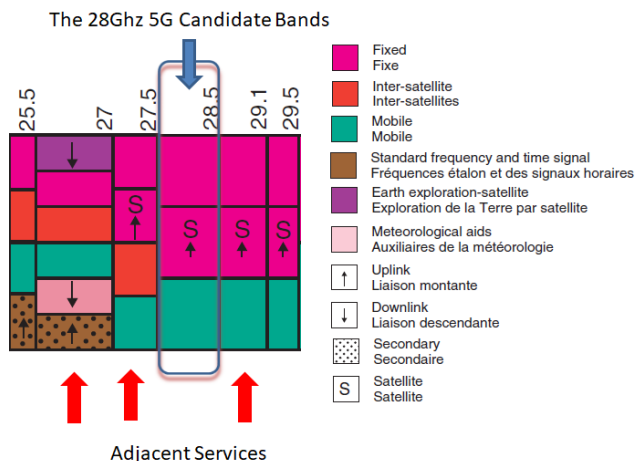 The 28Ghz 5G Candidate Bands
25.5
27
27.5
28.5
29.1
29.5
S
S
S
S
Fixed
Fixe
Inter-satellite
Inter-satellites
Mobile
Mobile
Standard frequency and time signal
Fréquences étalon et des signaux horaires
Earth exploration-satellite
Exploration de la Terre par satellite
Meteorological aids
Auxiliaires de la météorologie
Uplink
Liaison montante
Downlink
Liaison descendante
Secondary
Secondaire
S
Satellite
Satellite
Adjacent Services